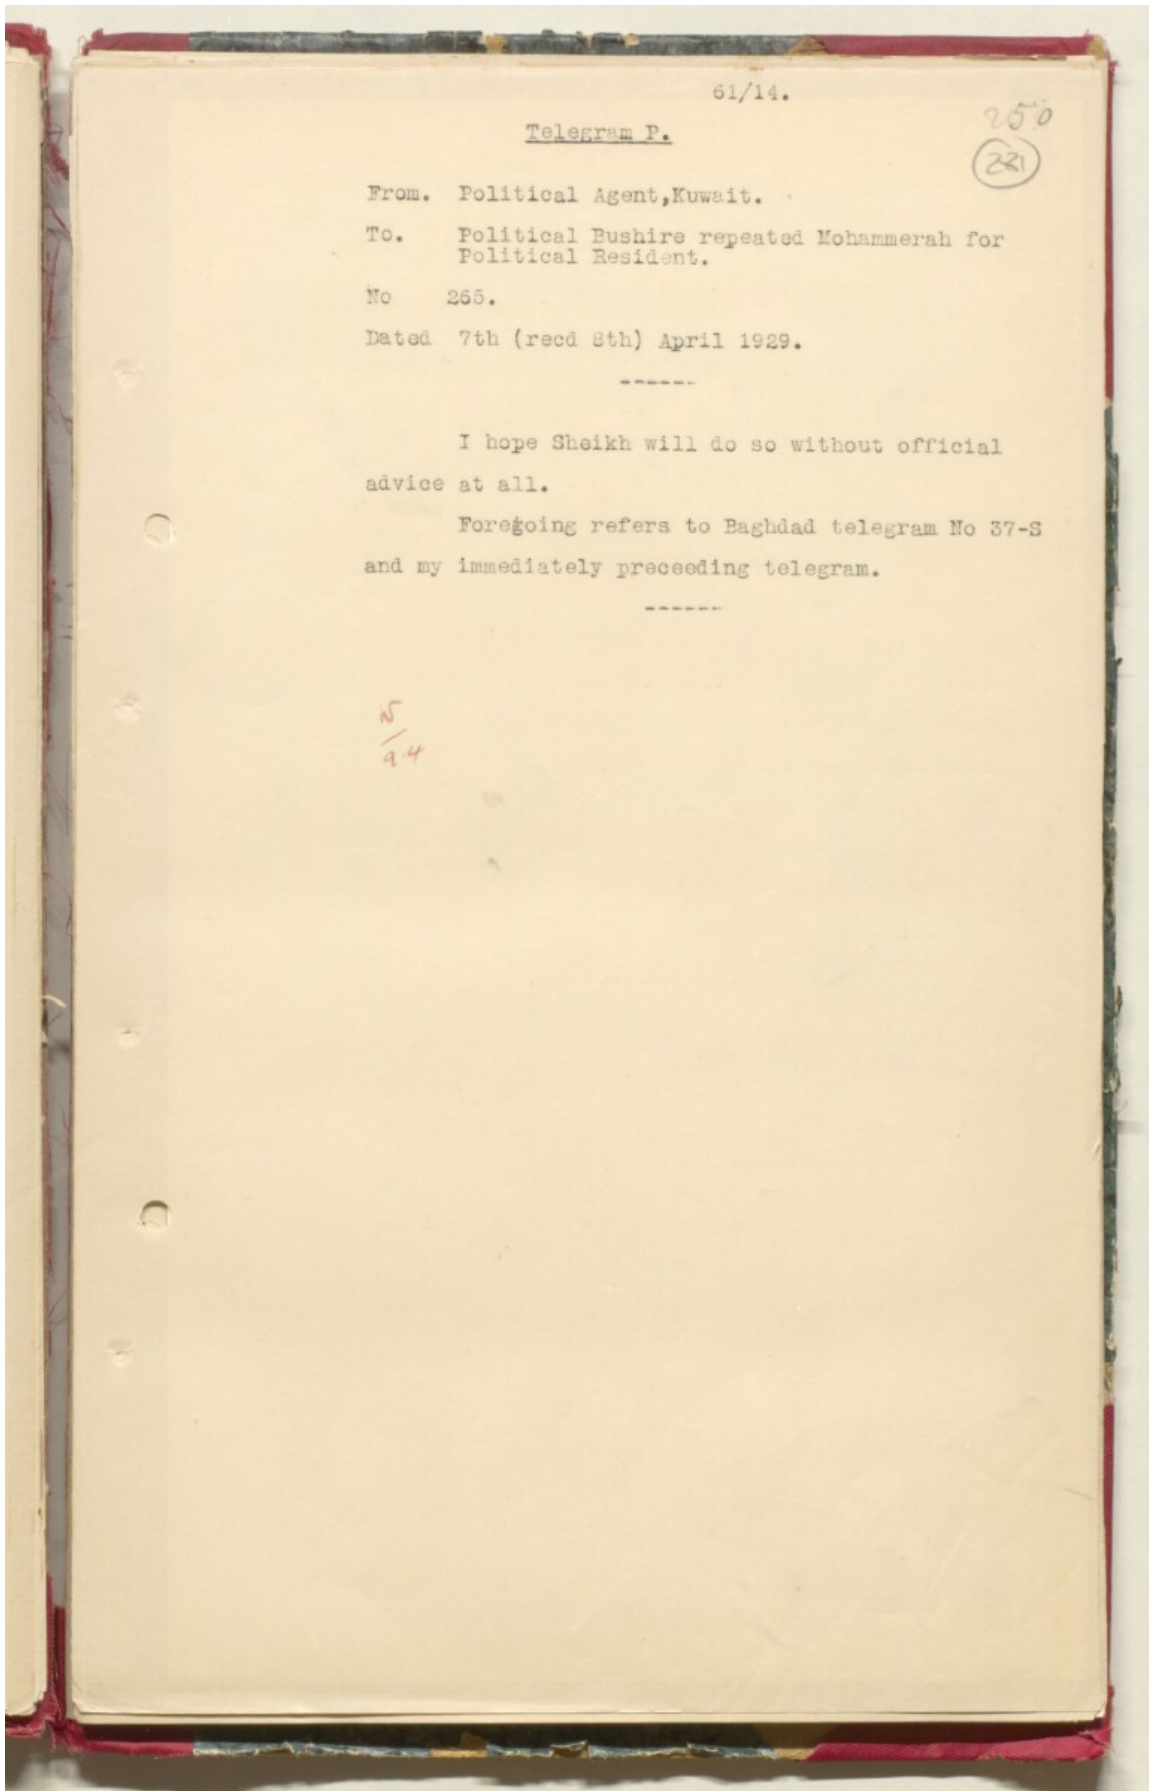 61/14.
250
Telegram P.
From. Political Agent,Kuwait.
To. Political Bushire repeated Mohammerah for
Political Resident.
No 265.
Dated 7th (recd 8th) April 1929.
------
I hope Sheikh will do so without official
advice at all.
Foregoing refers to Baghdad telegram No 37-S
and my immediately preceeding telegram.
------
9.4